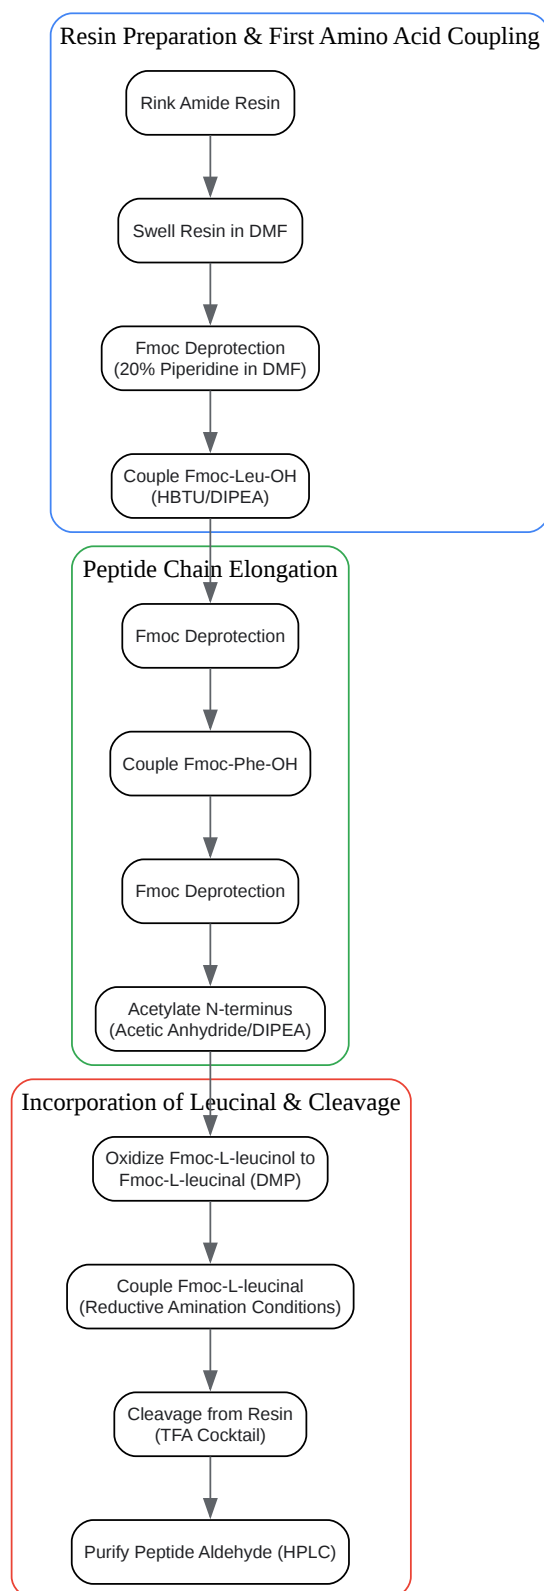 Resin Preparation & First Amino Acid Coupling
Rink Amide Resin
Swell Resin in DMF
Fmoc Deprotection
(20% Piperidine in DMF)
Couple Fmoc-Leu-OH
(HBTU/DIPEA)
Peptide Chain Elongation
Fmoc Deprotection
Couple Fmoc-Phe-OH
Fmoc Deprotection
Acetylate N-terminus
(Acetic Anhydride/DIPEA)
Incorporation of Leucinal & Cleavage
Oxidize Fmoc-L-leucinol to
Fmoc-L-leucinal (DMP)
Couple Fmoc-L-leucinal
(Reductive Amination Conditions)
Cleavage from Resin
(TFA Cocktail)
Purify Peptide Aldehyde (HPLC)